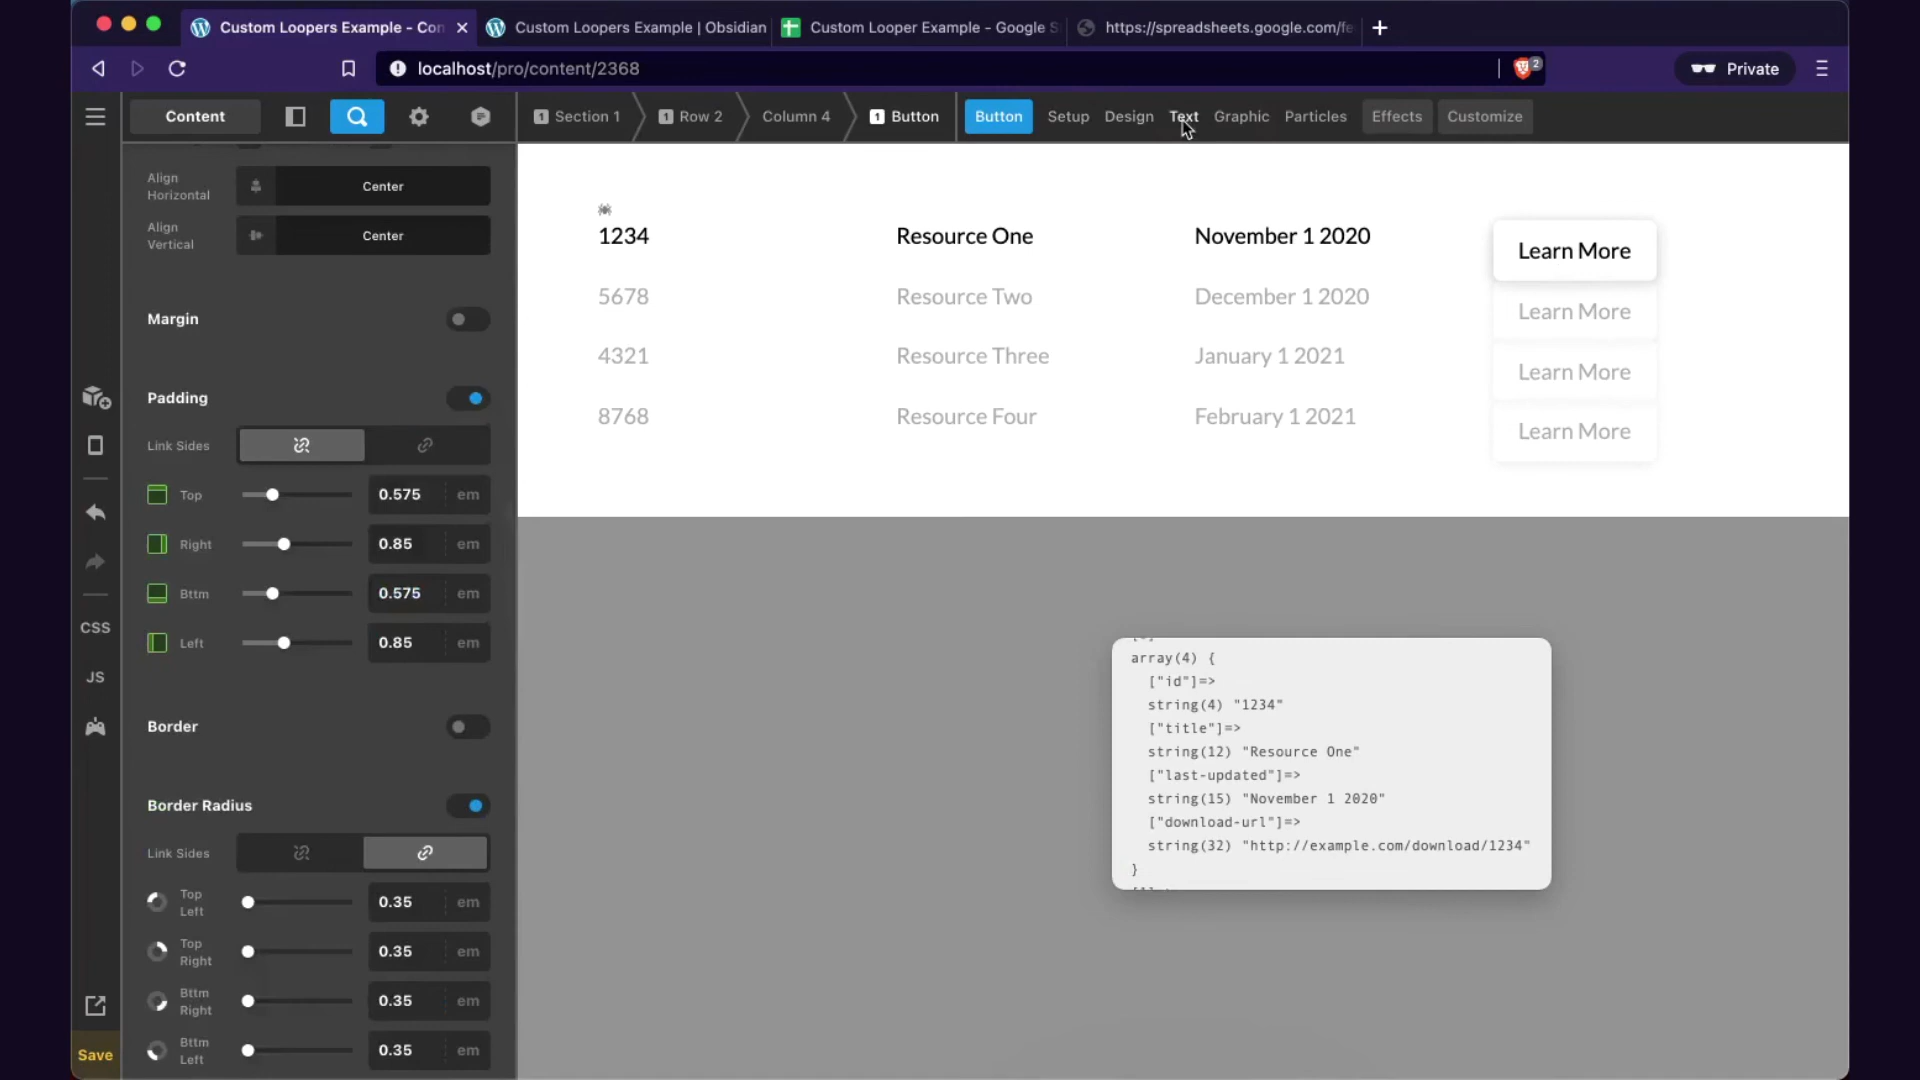 Custom Loopers Example - Con
Custom Loopers Example | Obsidian
Custom Looper Example - Google S
https://spreadsheets.google.com/fe
localhost/pro/content/2368
2
Private
Content
1 Section 1
1 Row 2
Column 4
1 Button
Button
Setup
Design
Text
Graphic
Particles
Effects
Customize
Align
Horizontal
Center
Align
Vertical
Center
Margin
Padding
Link Sides
Top
0.575
em
Right
0.85
em
Bttm
0.575
em
Left
0.85
em
Border
Border Radius
Link Sides
Top
Left
0.35
em
Top
Right
0.35
em
Bttm
Right
0.35
em
Bttm
Left
0.35
em
CSS
JS
Save
1234 Resource One November 1 2020 Learn More
5678 Resource Two December 1 2020 Learn More
4321 Resource Three January 1 2021 Learn More
8768 Resource Four February 1 2021 Learn More
array(4) {
["id"]=>
string(4) "1234"
["title"]=>
string(12) "Resource One"
["last-updated"]=>
string(15) "November 1 2020"
["download-url"]=>
string(32) "http://example.com/download/1234"
}